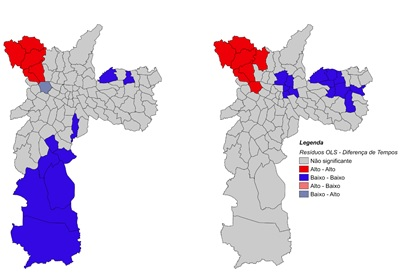 Legenda
Resíduos OLS - Diferença de Tempos
Não significante
Alto - Alto
Baixo - Baixo
Alto - Baixo
Baixo - Alto